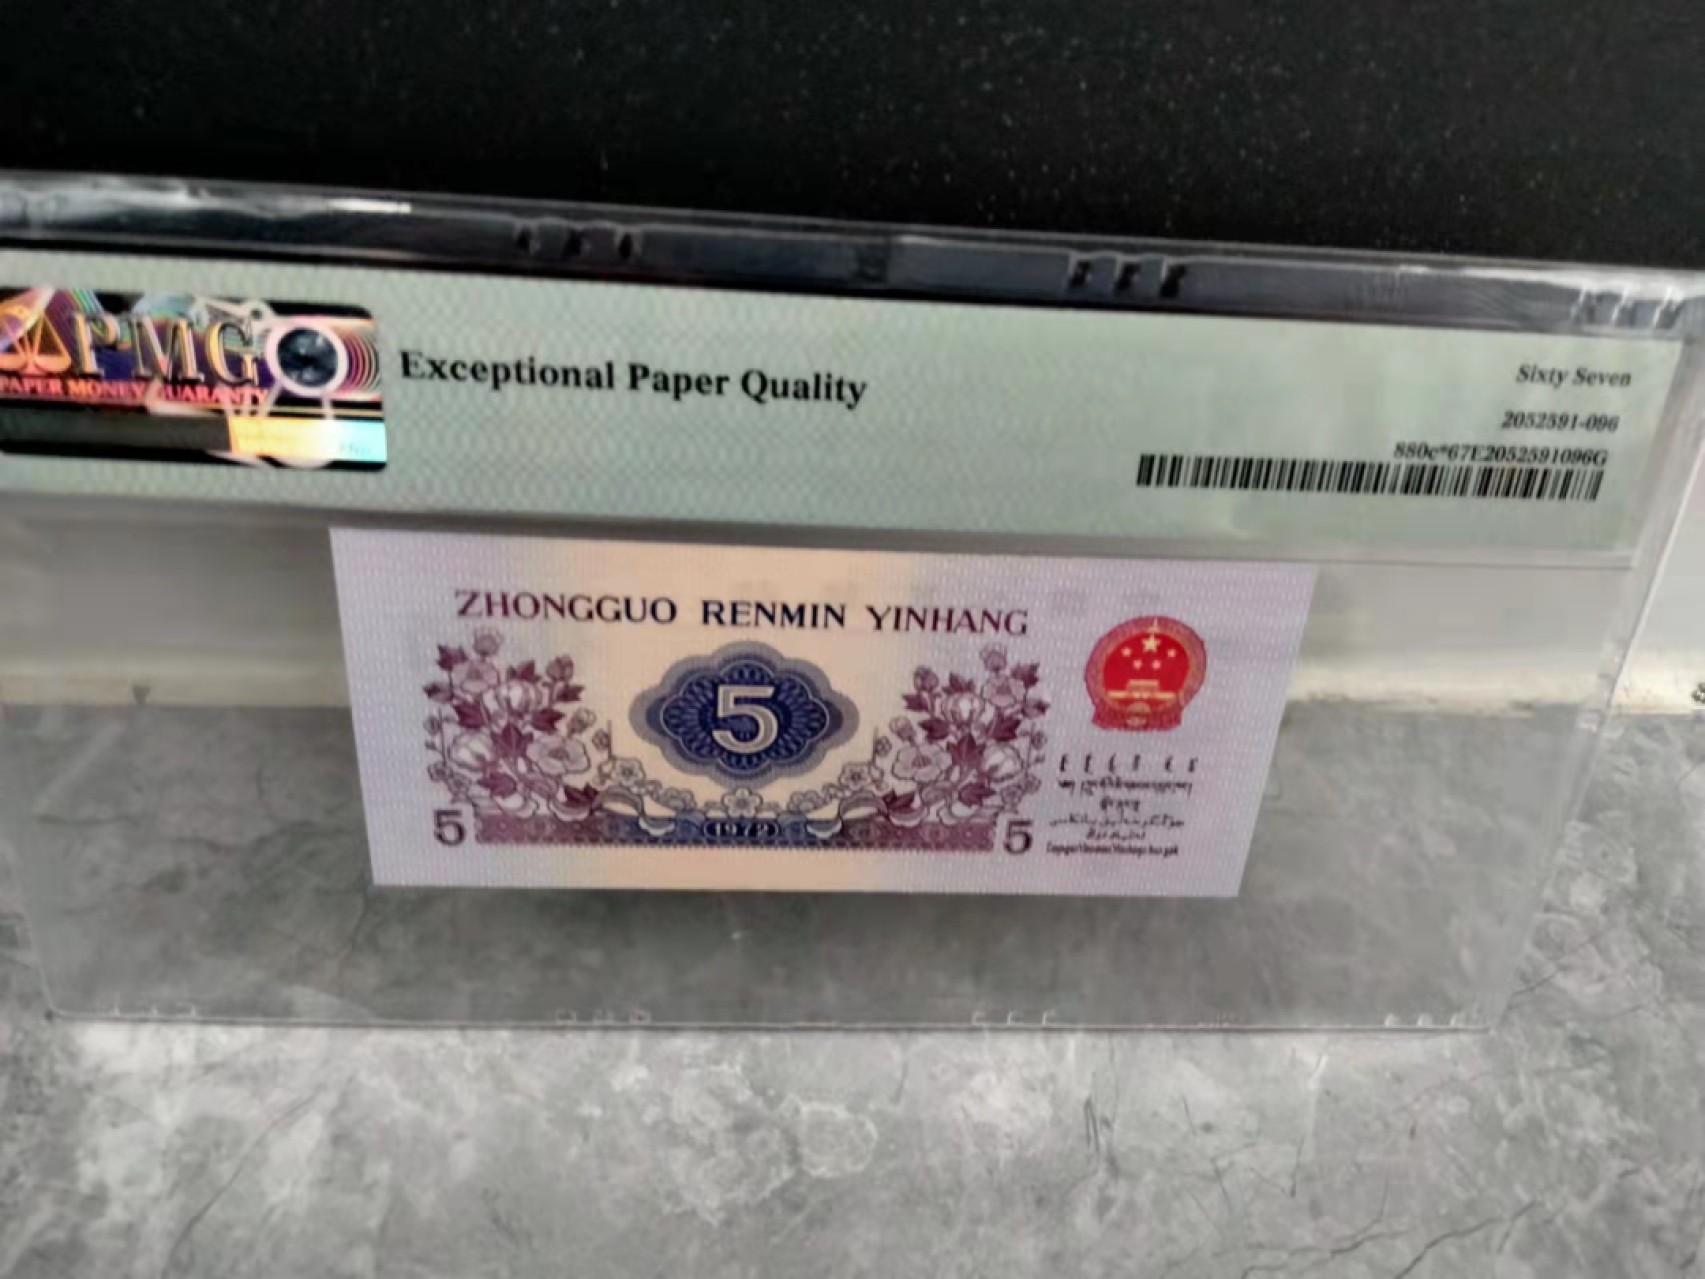 PMG
PAPER MONEY GUARANTY
Exceptional Paper Quality
Sixty Seven
2052591-096
880c*67E2052591096G
ZHONGGUO RENMIN YINHANG
5
5
1972
5